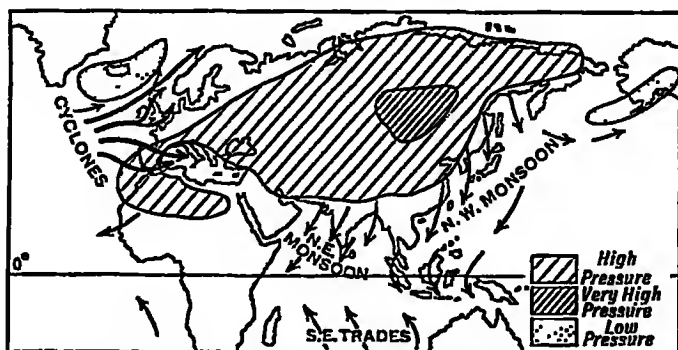 CYCLONES
N.W. MONSOON
N.E.
MONSOON
0°
S.E. TRADES
High
Pressure
Very High
Pressure
Low
Pressure